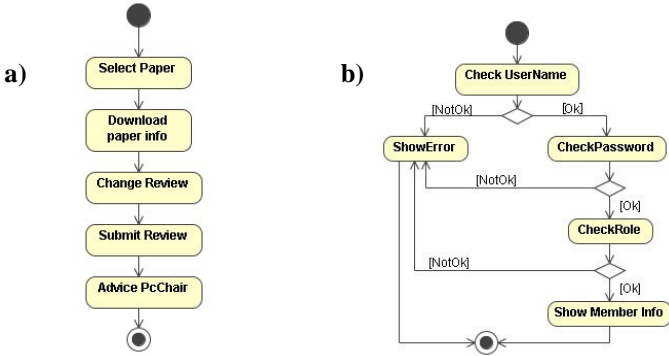 a)
Select Paper
Download
paper info
Change Review
Submit Review
Advice PcChair
b)
Check UserName
[NotOk]
[Ok]
ShowError
CheckPassword
[NotOk]
[Ok]
CheckRole
[NotOk]
[Ok]
Show Member Info